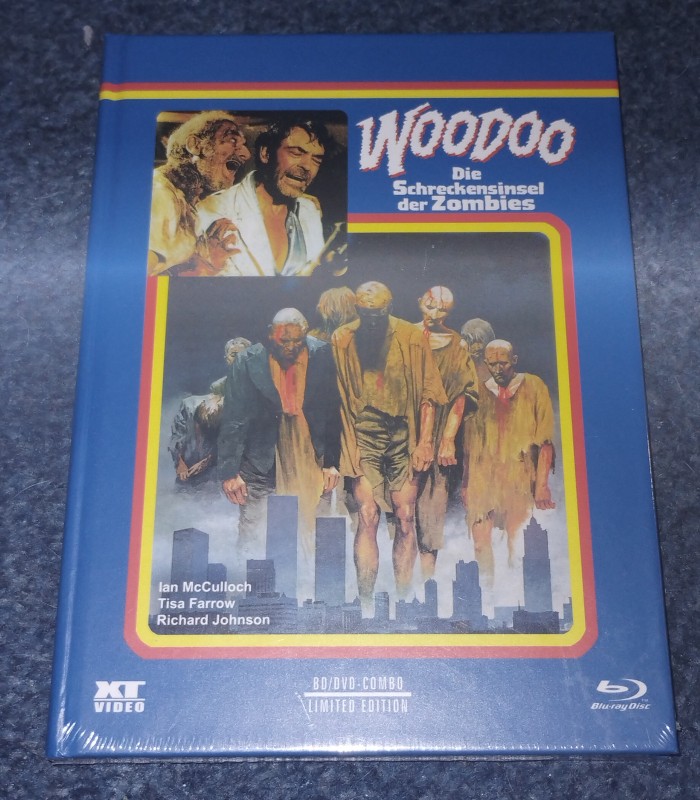 WOODOO
Die
Schreckensinsel
der Zombies
Ian McCulloch
Tisa Farrow
Richard Johnson
XT
VIDEO
BD/DVD-COMBO
LIMITED EDITION
Blu-ray Disc